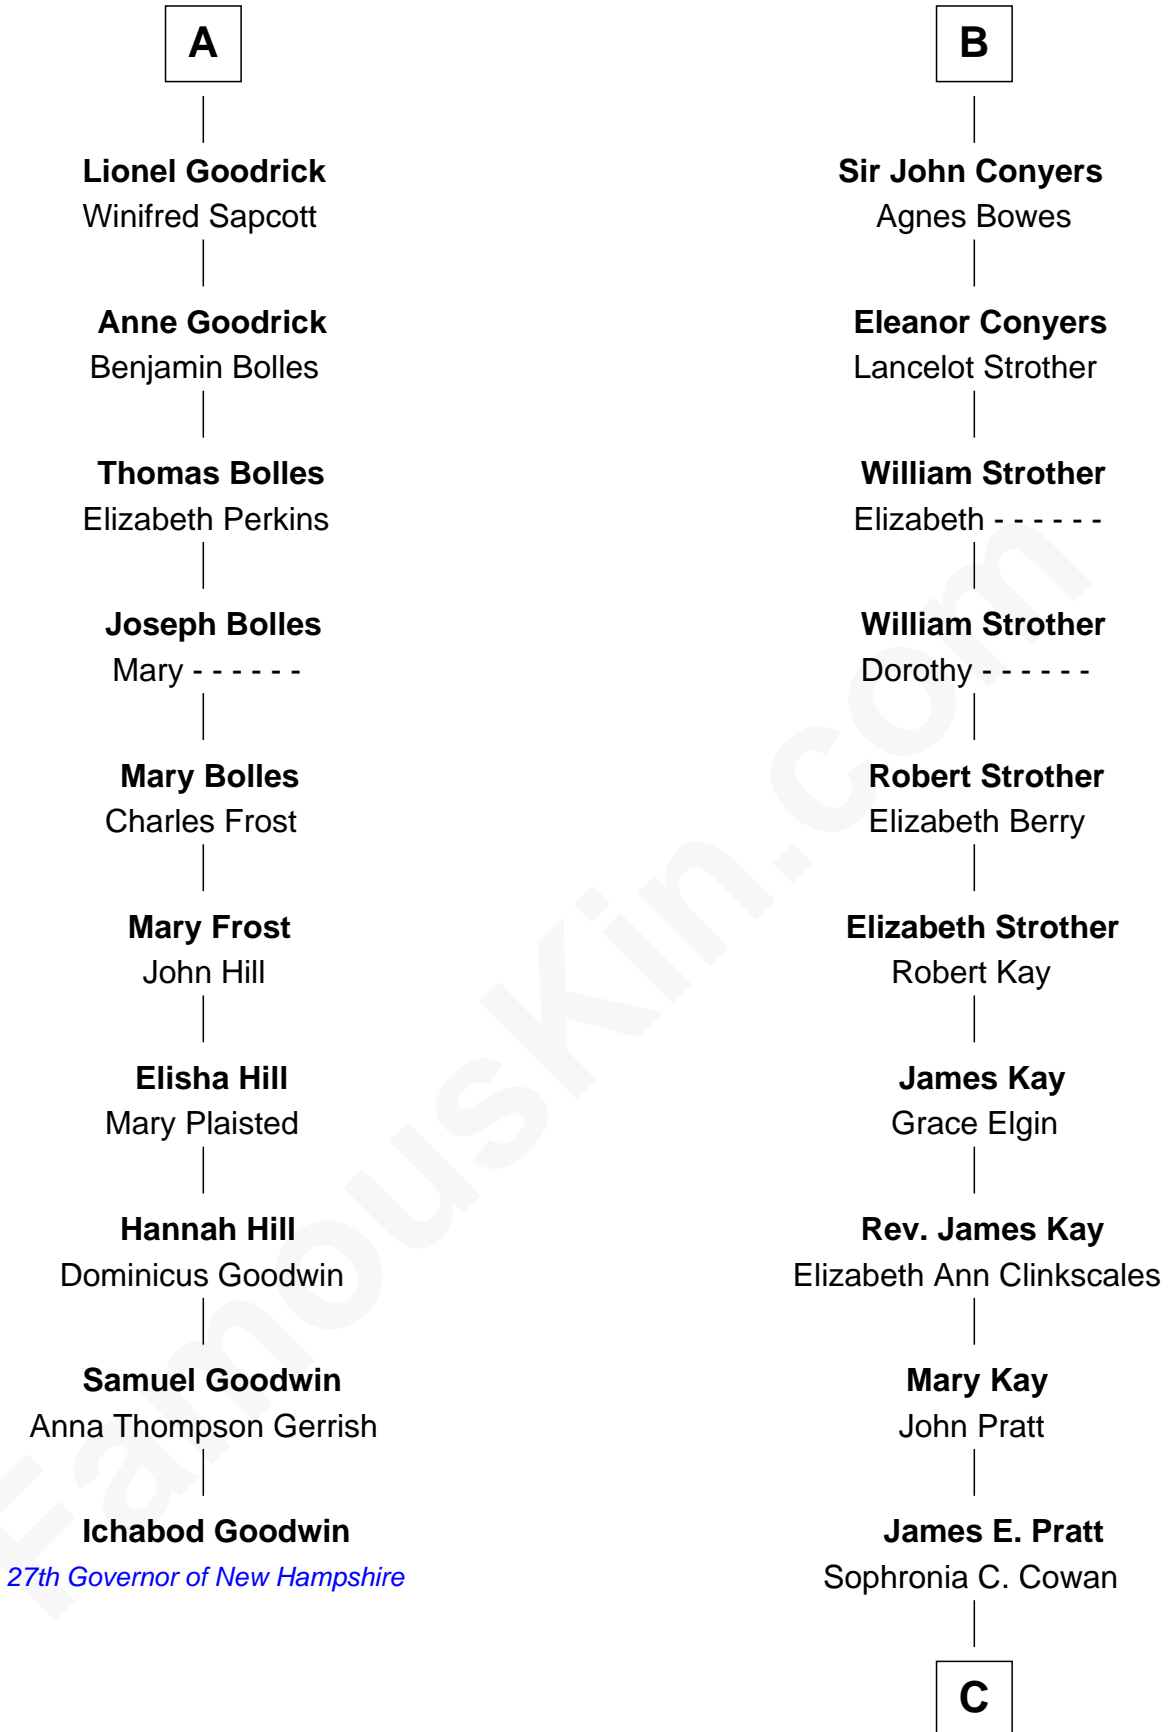 A
Lionel Goodrick
Winifred Sapcott
Anne Goodrick
Benjamin Bolles
Thomas Bolles
Elizabeth Perkins
Joseph Bolles
Mary - - - - - -
Mary Bolles
Charles Frost
Mary Frost
John Hill
Elisha Hill
Mary Plaisted
Hannah Hill
Dominicus Goodwin
Samuel Goodwin
Anna Thompson Gerrish
Ichabod Goodwin
27th Governor of New Hampshire
B
Sir John Conyers
Agnes Bowes
Eleanor Conyers
Lancelot Strother
William Strother
Elizabeth - - - - - -
William Strother
Dorothy - - - - - -
Robert Strother
Elizabeth Berry
Elizabeth Strother
Robert Kay
James Kay
Grace Elgin
Rev. James Kay
Elizabeth Ann Clinkscales
Mary Kay
John Pratt
James E. Pratt
Sophronia C. Cowan
C
FamousKin.com